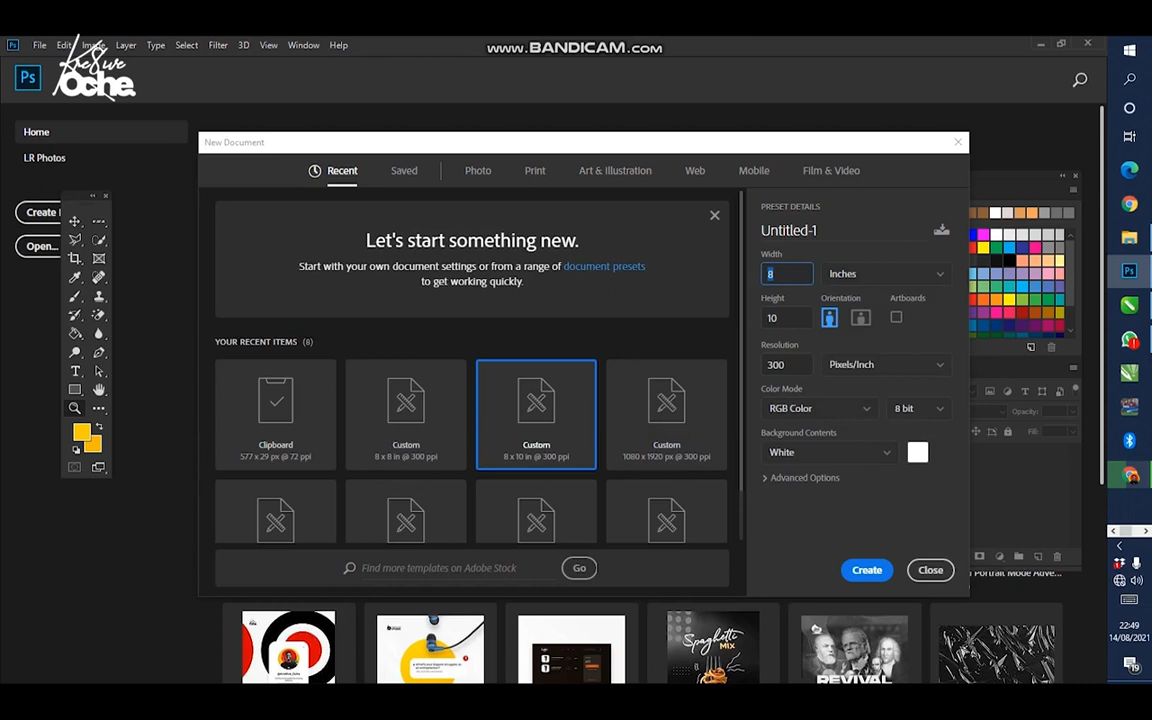 www.BANDICAM.com
File Edit Image Layer Type Select Filter 3D View Window Help
Kre8ive
Oche.
Ps
Home
LR Photos
Create
Open...
New Document
Recent Saved Photo Print Art & Illustration Web Mobile Film & Video
Let's start something new.
Start with your own document settings or from a range of document presets
to get working quickly.
YOUR RECENT ITEMS (8)
Clipboard
577 x 29 px @ 72 ppi
Custom
8 x 8 in @ 300 ppi
Custom
8 x 10 in @ 300 ppi
Custom
1080 x 1920 px @ 300 ppi
Find more templates on Adobe Stock
Go
PRESET DETAILS
Untitled-1
Width
8 Inches
Height Orientation Artboards
10
Resolution
300 Pixels/Inch
Color Mode
RGB Color 8 bit
Background Contents
White
Advanced Options
Create Close
Opacity:
Fill:
Portrait Mode Adve...
Spaghetti
MIX
REVIVAL
22:49
14/08/2021
19